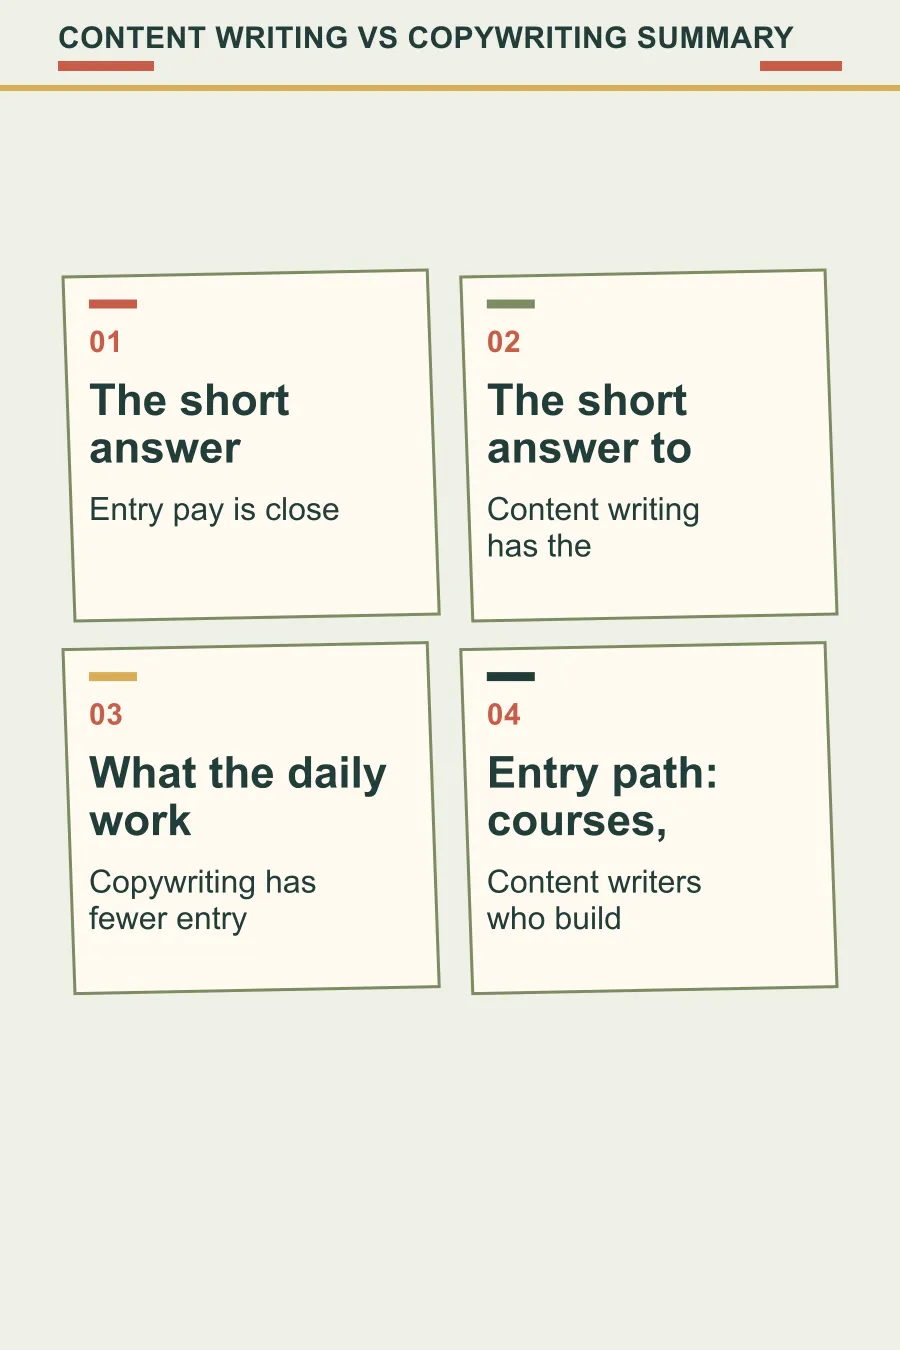 CONTENT WRITING VS COPYWRITING SUMMARY
01
The short
answer
Entry pay is close
02
The short
answer to
Content writing
has the
03
What the daily
work
Copywriting has
fewer entry
04
Entry path:
courses,
Content writers
who build